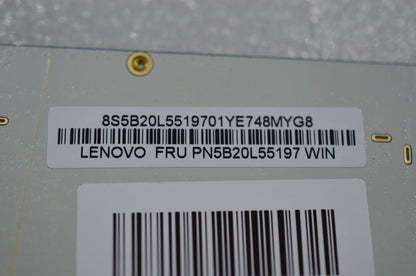 8S5B20L5519701YE748MYG8
LENOVO FRU PN5B20L55197 WIN